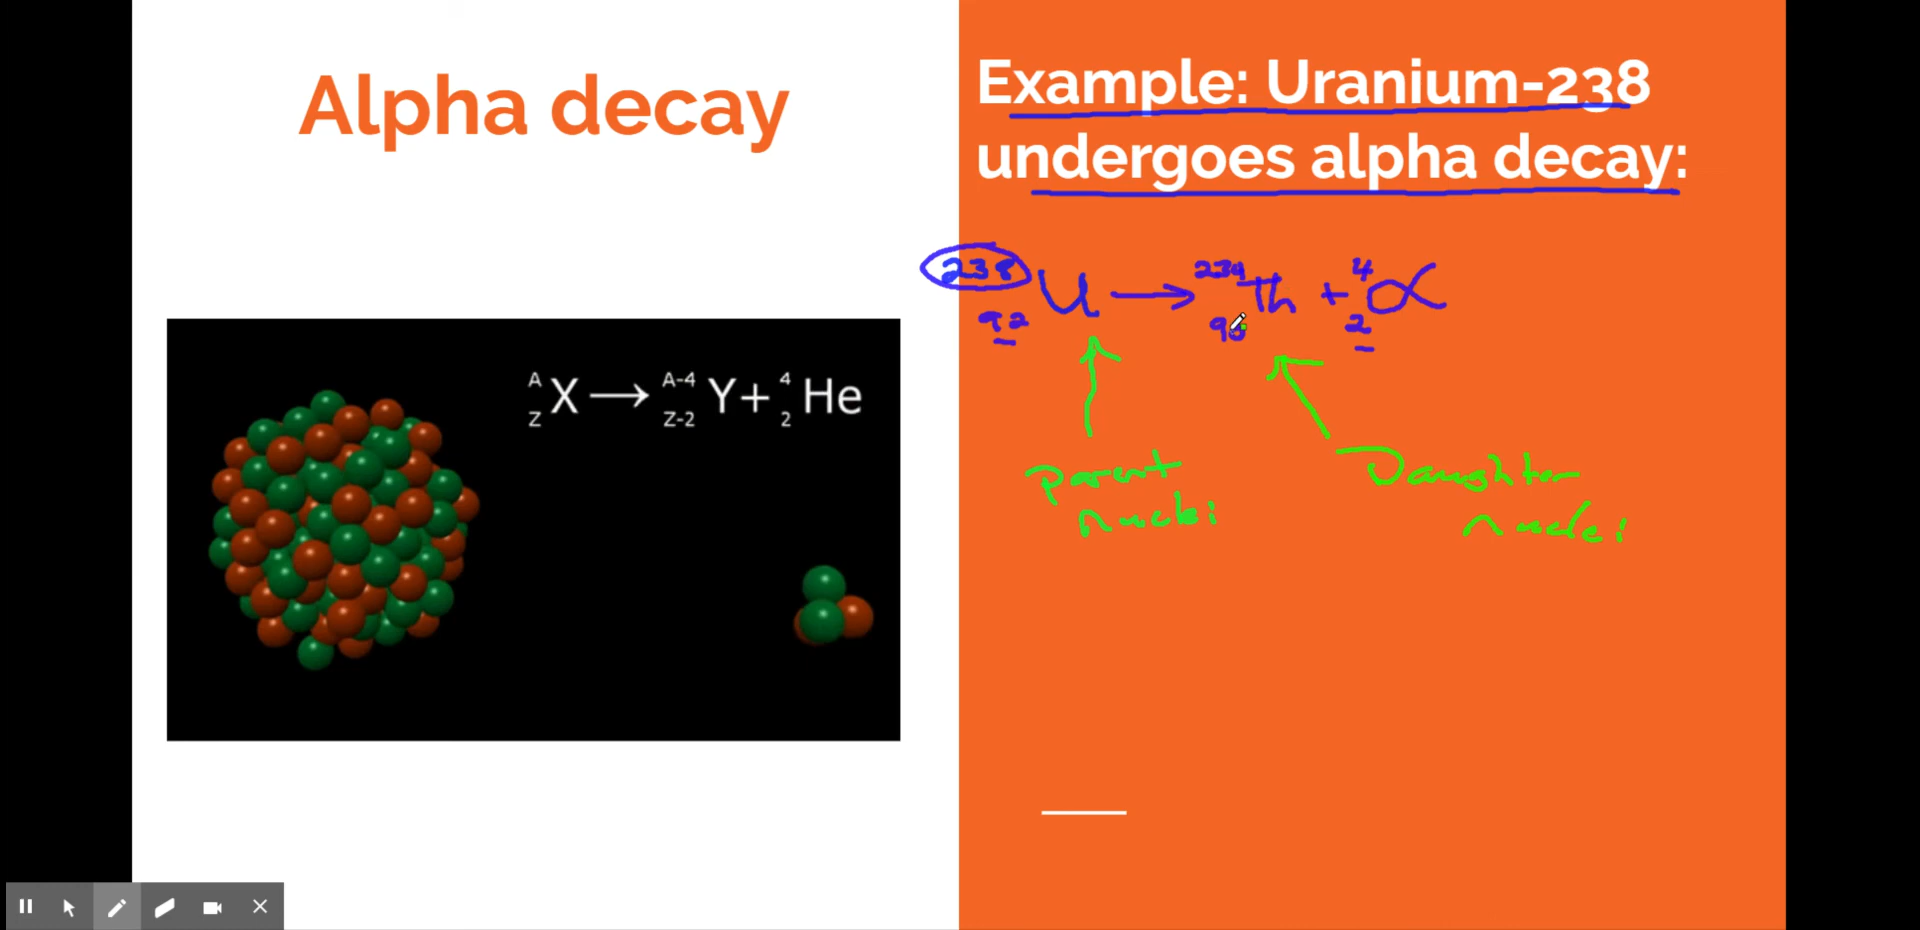 Alpha decay
A X → A-4 Y + 4 He
Z Z-2 2
Example: Uranium-238
undergoes alpha decay:
238 U → 234 Th + 4 α
92 90 2
Parent
nuclei
Daughter
nuclei